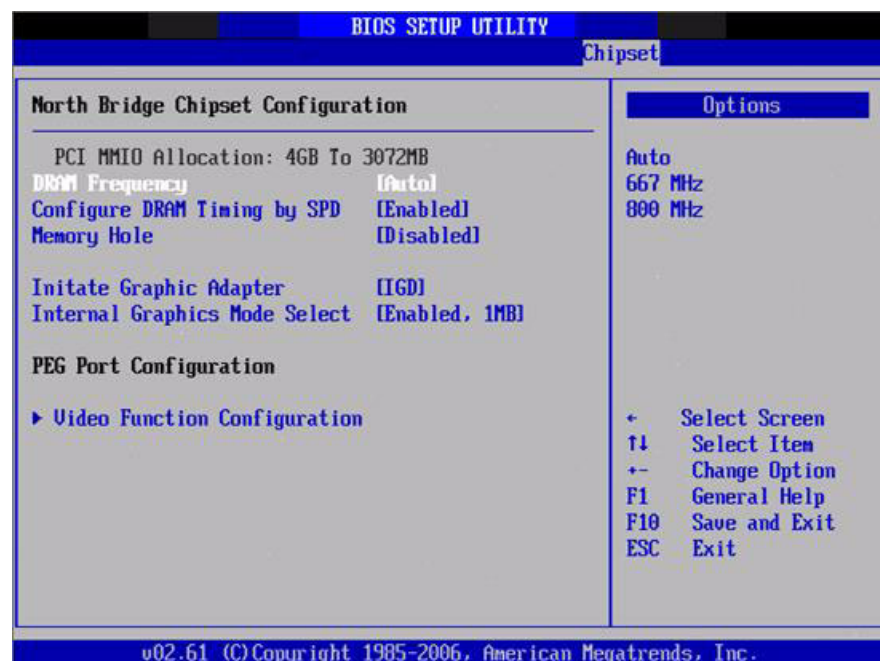 BIOS SETUP UTILITY
Chipset
North Bridge Chipset Configuration
PCI MMIO Allocation: 4GB To 3072MB
DRAM Frequency [Auto]
Configure DRAM Timing by SPD [Enabled]
Memory Hole [Disabled]
Initate Graphic Adapter [IGD]
Internal Graphics Mode Select [Enabled, 1MB]
PEG Port Configuration
▶ Video Function Configuration
Options
Auto
667 MHz
800 MHz
← Select Screen
↑↓ Select Item
+- Change Option
F1 General Help
F10 Save and Exit
ESC Exit
v02.61 (C)Copyright 1985-2006, American Megatrends, Inc.